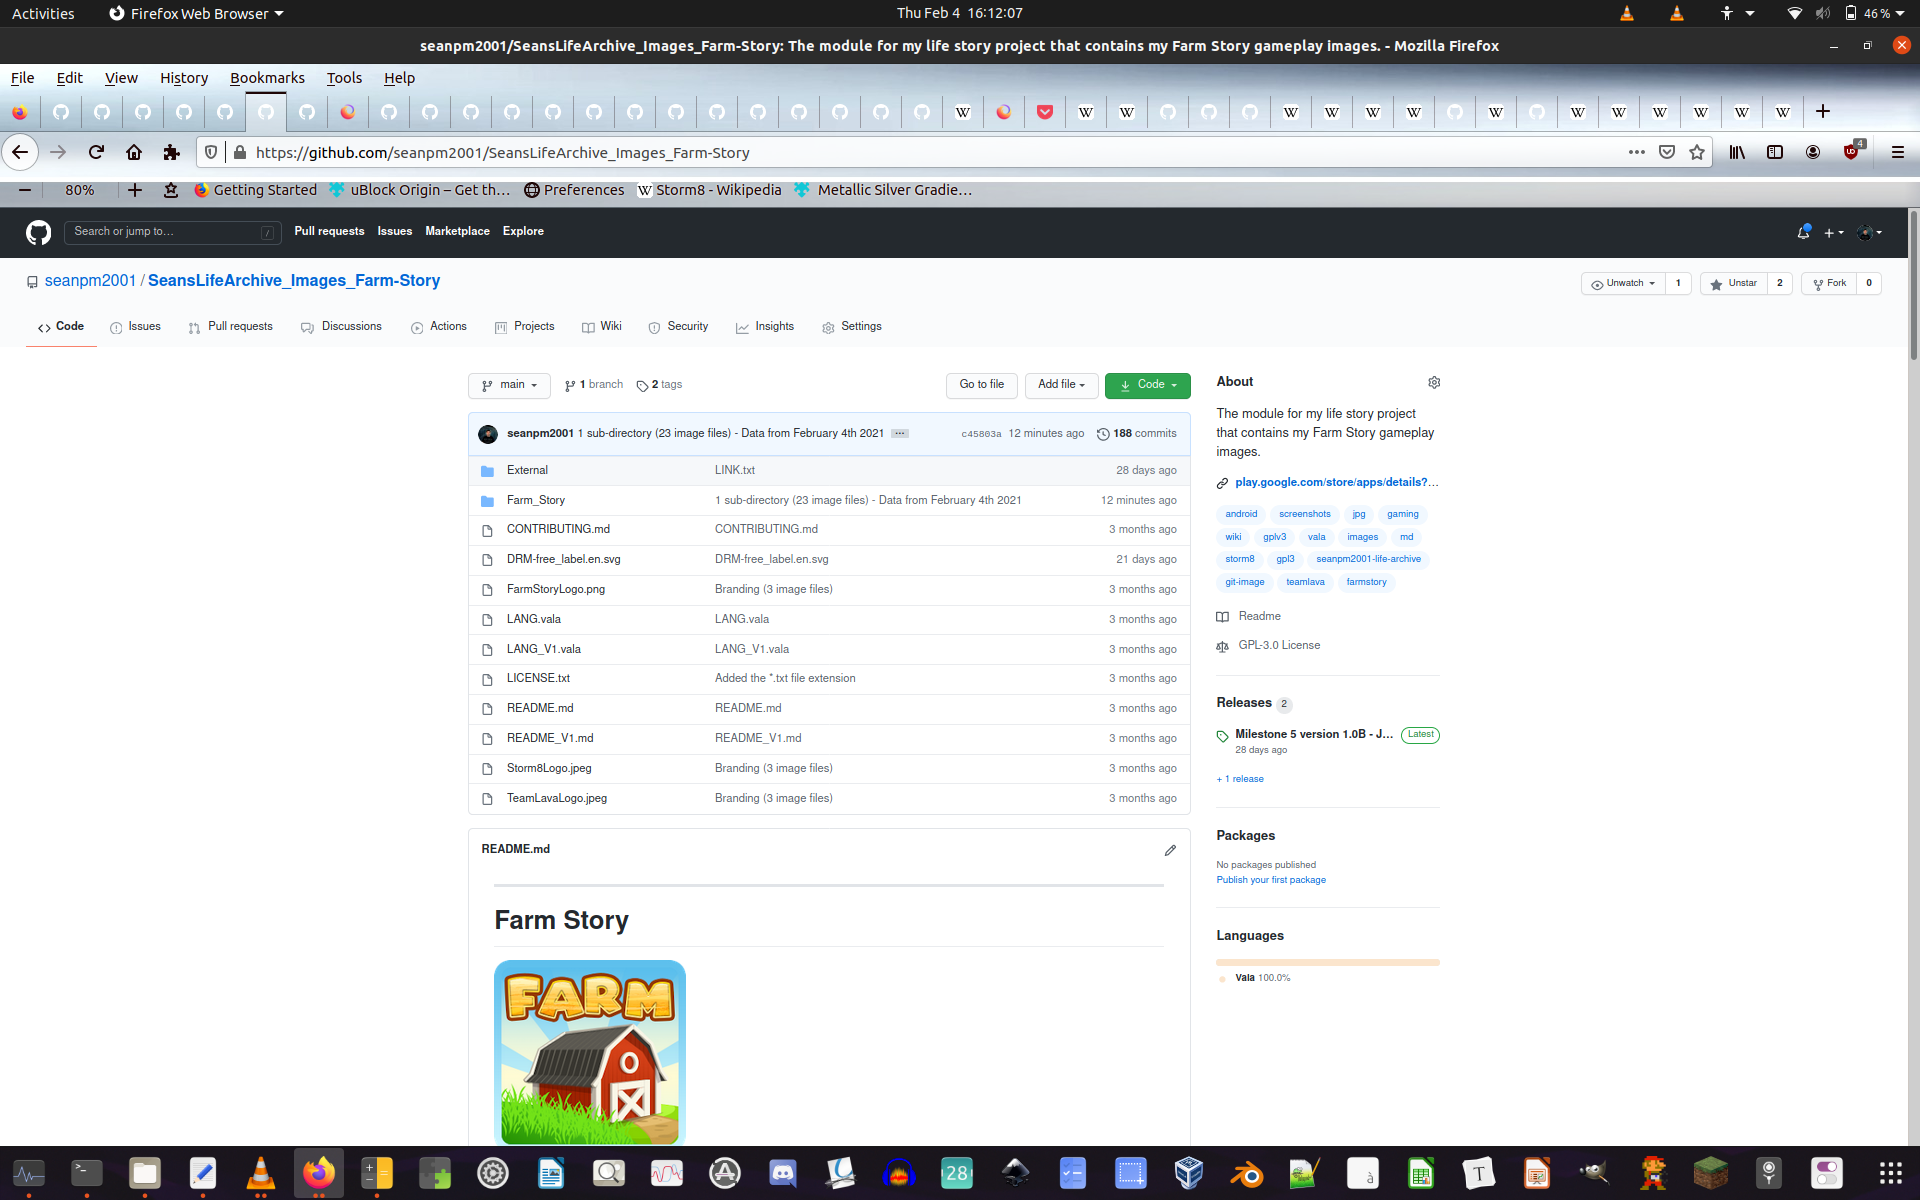 Activities Firefox Web Browser Thu Feb 4 16:12:07 46 %
seanpm2001/SeansLifeArchive_Images_Farm-Story: The module for my life story project that contains my Farm Story gameplay images. - Mozilla Firefox
File Edit View History Bookmarks Tools Help
https://github.com/seanpm2001/SeansLifeArchive_Images_Farm-Story 4
80% Getting Started uBlock Origin – Get th… Preferences Storm8 - Wikipedia Metallic Silver Gradie…
Search or jump to… / Pull requests Issues Marketplace Explore
seanpm2001 / SeansLifeArchive_Images_Farm-Story Unwatch 1 Unstar 2 Fork 0
Code Issues Pull requests Discussions Actions Projects Wiki Security Insights Settings
main 1 branch 2 tags Go to file Add file Code
seanpm2001 1 sub-directory (23 image files) - Data from February 4th 2021 ··· c45803a 12 minutes ago 188 commits
External LINK.txt 28 days ago
Farm_Story 1 sub-directory (23 image files) - Data from February 4th 2021 12 minutes ago
CONTRIBUTING.md CONTRIBUTING.md 3 months ago
DRM-free_label.en.svg DRM-free_label.en.svg 21 days ago
FarmStoryLogo.png Branding (3 image files) 3 months ago
LANG.vala LANG.vala 3 months ago
LANG_V1.vala LANG_V1.vala 3 months ago
LICENSE.txt Added the *.txt file extension 3 months ago
README.md README.md 3 months ago
README_V1.md README_V1.md 3 months ago
Storm8Logo.jpeg Branding (3 image files) 3 months ago
TeamLavaLogo.jpeg Branding (3 image files) 3 months ago
README.md
Farm Story
FARM
About
The module for my life story project
that contains my Farm Story gameplay
images.
play.google.com/store/apps/details?…
android screenshots jpg gaming
wiki gplv3 vala images md
storm8 gpl3 seanpm2001-life-archive
git-image teamlava farmstory
Readme
GPL-3.0 License
Releases 2
Milestone 5 version 1.0B - J… Latest
28 days ago
+ 1 release
Packages
No packages published
Publish your first package
Languages
Vala 100.0%
28